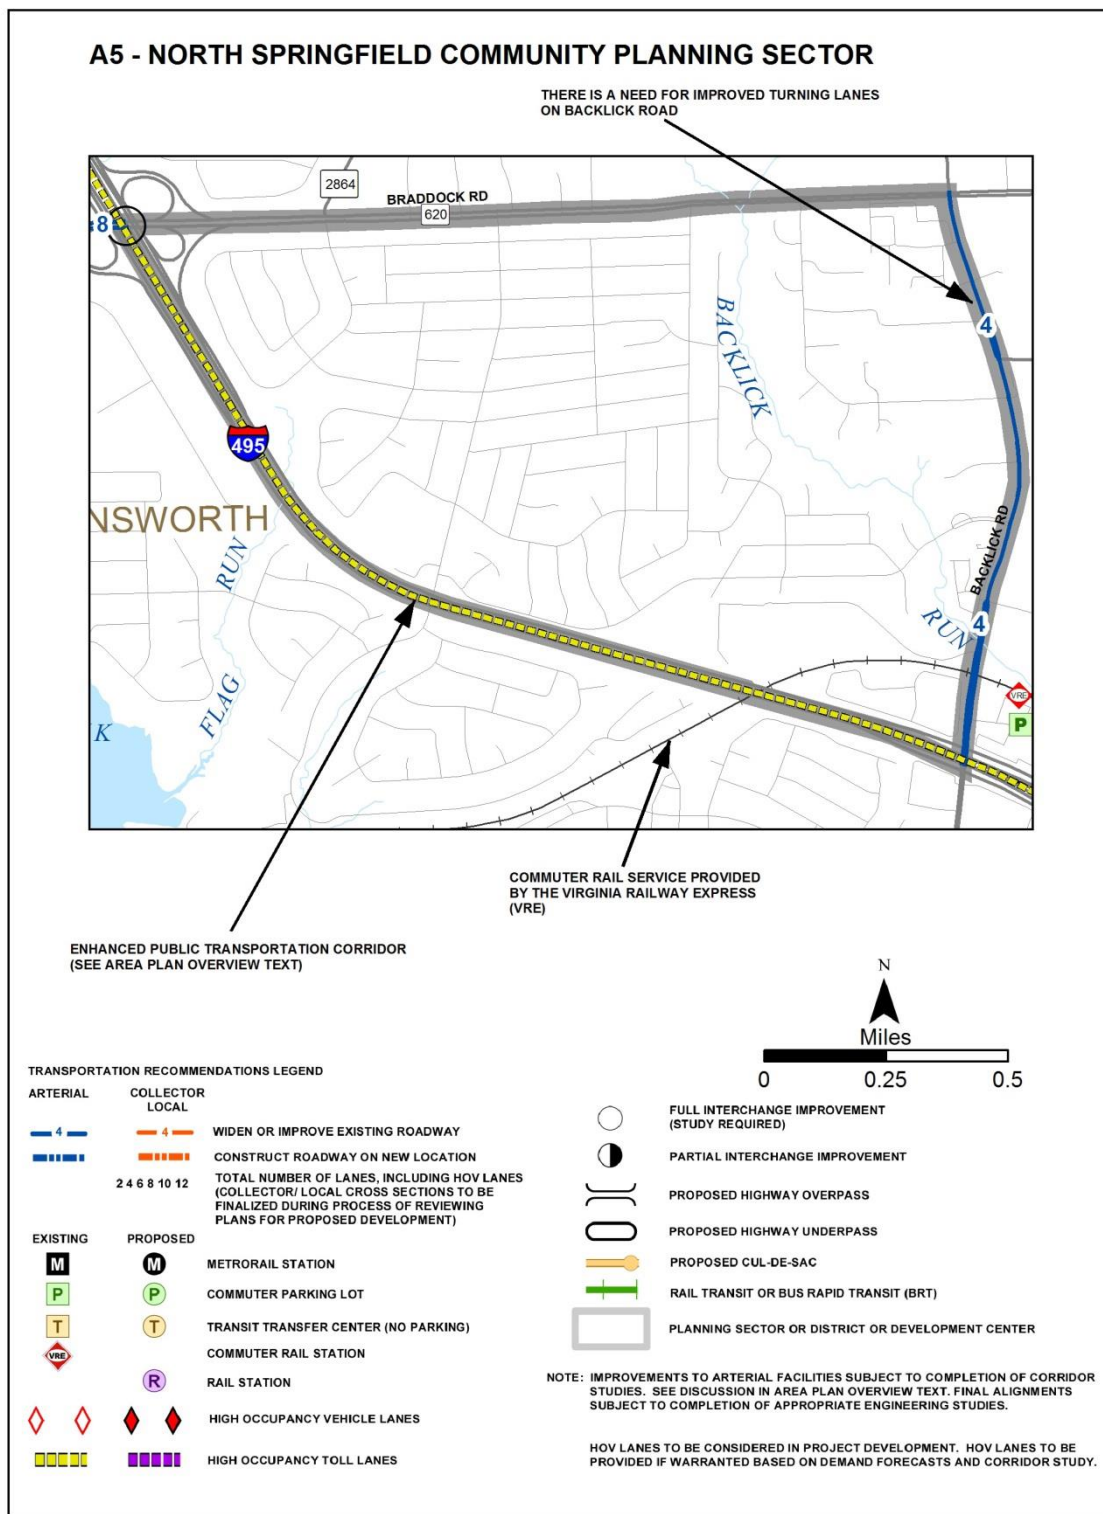 A5 - NORTH SPRINGFIELD COMMUNITY PLANNING SECTOR
THERE IS A NEED FOR IMPROVED TURNING LANES
ON BACKLICK ROAD
2864
BRADDOCK RD
620
8
BACKLICK
4
495
NSWORTH
RUN
BACKLICK RD
4
RUN
FLAG
VRE
P
K
COMMUTER RAIL SERVICE PROVIDED
BY THE VIRGINIA RAILWAY EXPRESS
(VRE)
ENHANCED PUBLIC TRANSPORTATION CORRIDOR
(SEE AREA PLAN OVERVIEW TEXT)
N
Miles
0 0.25 0.5
TRANSPORTATION RECOMMENDATIONS LEGEND
ARTERIAL COLLECTOR
LOCAL
4 4 WIDEN OR IMPROVE EXISTING ROADWAY
CONSTRUCT ROADWAY ON NEW LOCATION
2 4 6 8 10 12 TOTAL NUMBER OF LANES, INCLUDING HOV LANES
(COLLECTOR/ LOCAL CROSS SECTIONS TO BE
FINALIZED DURING PROCESS OF REVIEWING
PLANS FOR PROPOSED DEVELOPMENT)
EXISTING PROPOSED
M M METRORAIL STATION
P P COMMUTER PARKING LOT
T T TRANSIT TRANSFER CENTER (NO PARKING)
VRE COMMUTER RAIL STATION
R RAIL STATION
HIGH OCCUPANCY VEHICLE LANES
HIGH OCCUPANCY TOLL LANES
FULL INTERCHANGE IMPROVEMENT
(STUDY REQUIRED)
PARTIAL INTERCHANGE IMPROVEMENT
PROPOSED HIGHWAY OVERPASS
PROPOSED HIGHWAY UNDERPASS
PROPOSED CUL-DE-SAC
RAIL TRANSIT OR BUS RAPID TRANSIT (BRT)
PLANNING SECTOR OR DISTRICT OR DEVELOPMENT CENTER
NOTE: IMPROVEMENTS TO ARTERIAL FACILITIES SUBJECT TO COMPLETION OF CORRIDOR
STUDIES. SEE DISCUSSION IN AREA PLAN OVERVIEW TEXT. FINAL ALIGNMENTS
SUBJECT TO COMPLETION OF APPROPRIATE ENGINEERING STUDIES.
HOV LANES TO BE CONSIDERED IN PROJECT DEVELOPMENT. HOV LANES TO BE
PROVIDED IF WARRANTED BASED ON DEMAND FORECASTS AND CORRIDOR STUDY.